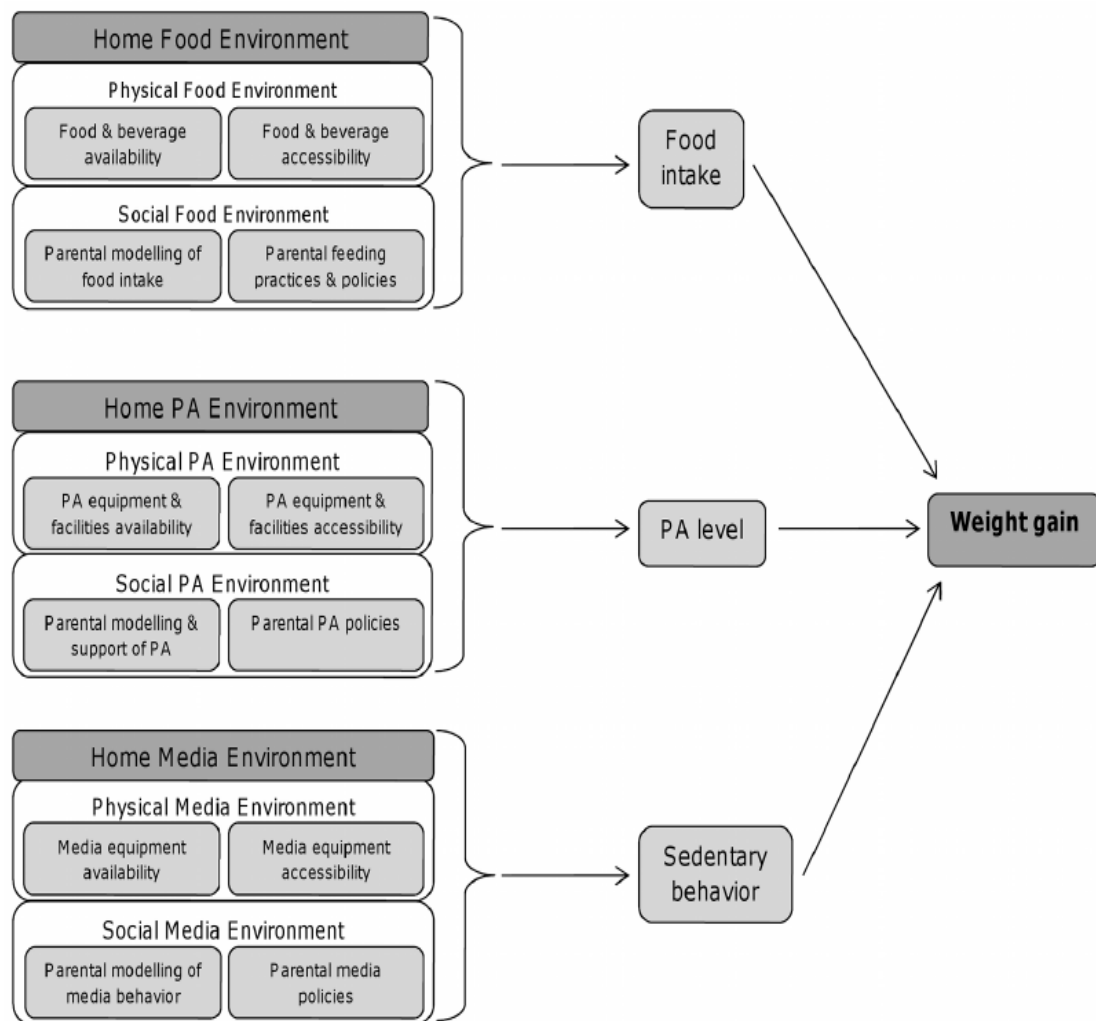 Home Food Environment
Physical Food Environment
Food & beverage
availability
Food & beverage
accessibility
Social Food Environment
Parental modelling of
food intake
Parental feeding
practices & policies
Food
intake
Home PA Environment
Physical PA Environment
PA equipment &
facilities availability
PA equipment &
facilities accessibility
Social PA Environment
Parental modelling &
support of PA
Parental PA policies
PA level
Weight gain
Home Media Environment
Physical Media Environment
Media equipment
availability
Media equipment
accessibility
Social Media Environment
Parental modelling of
media behavior
Parental media
policies
Sedentary
behavior